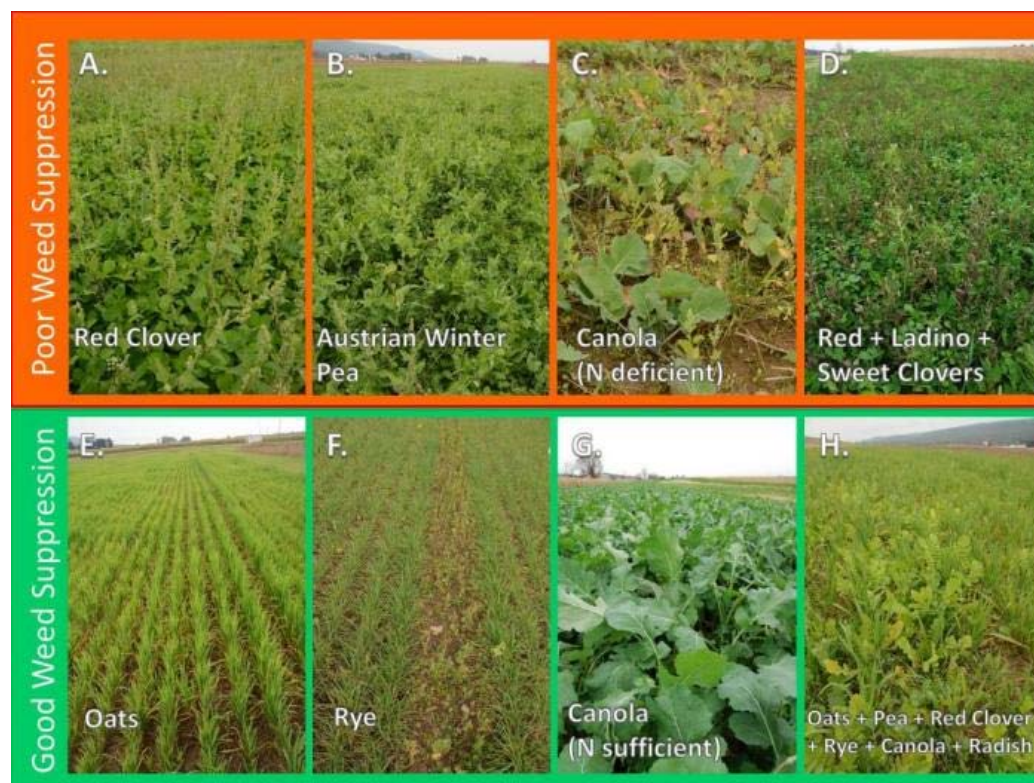 Poor Weed Suppression
A.
Red Clover
B.
Austrian Winter
Pea
C.
Canola
(N deficient)
D.
Red + Ladino +
Sweet Clovers
Good Weed Suppression
E.
Oats
F.
Rye
G.
Canola
(N sufficient)
H.
Oats + Pea + Red Clover
+ Rye + Canola + Radish